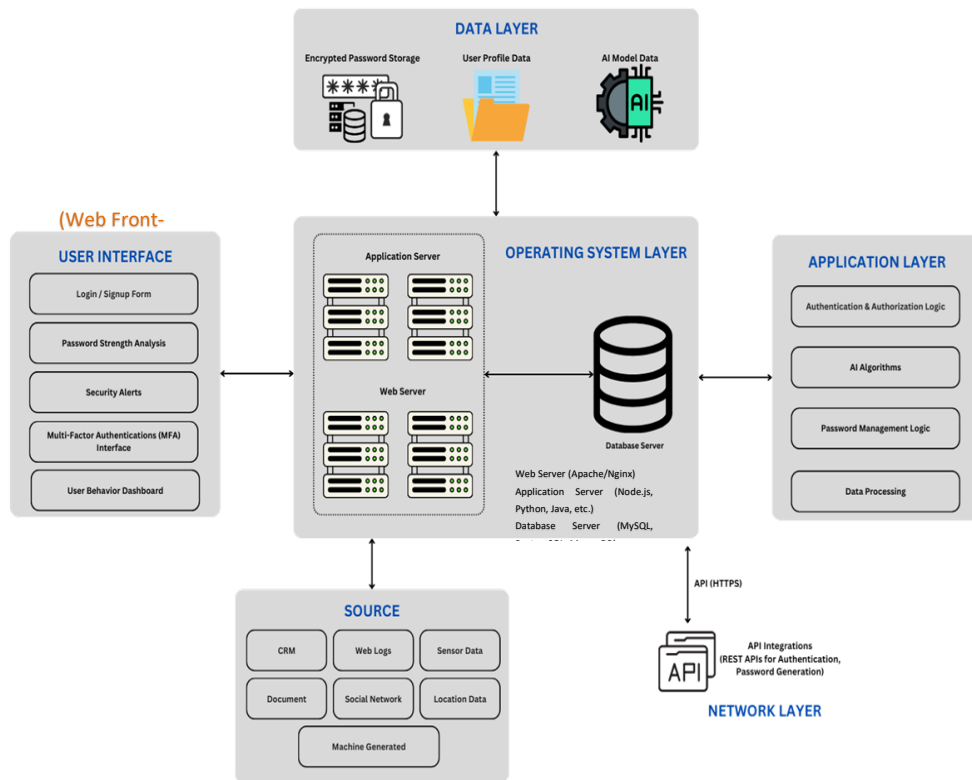 DATA LAYER
Encrypted Password Storage
User Profile Data
AI Model Data
****
AI
(Web Front-
USER INTERFACE
Login / Signup Form
Password Strength Analysis
Security Alerts
Multi-Factor Authentications (MFA)
Interface
User Behavior Dashboard
OPERATING SYSTEM LAYER
Application Server
Web Server
Database Server
Web Server (Apache/Nginx)
Application Server (Node.js,
Python, Java, etc.)
Database Server (MySQL,
APPLICATION LAYER
Authentication & Authorization Logic
AI Algorithms
Password Management Logic
Data Processing
SOURCE
CRM
Web Logs
Sensor Data
Document
Social Network
Location Data
Machine Generated
API (HTTPS)
API
API Integrations
(REST APIs for Authentication,
Password Generation)
NETWORK LAYER